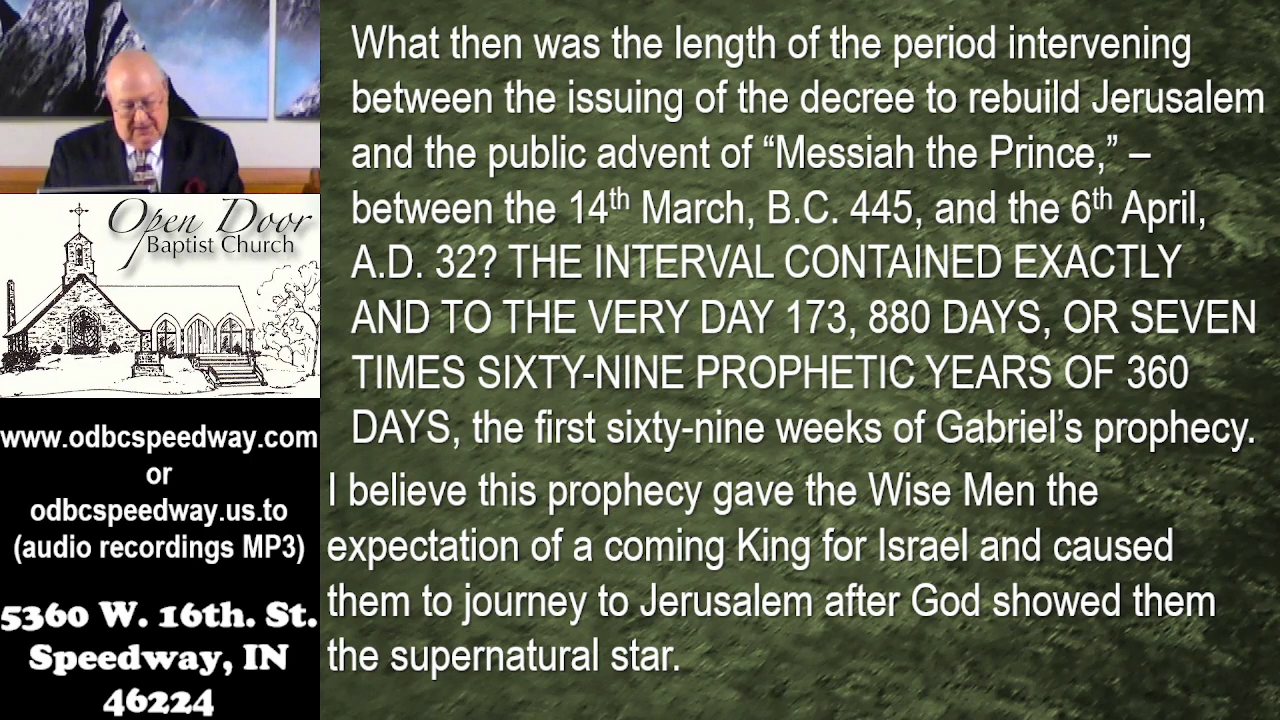 Open Door
Baptist Church
www.odbcspeedway.com
or
odbcspeedway.us.to
(audio recordings MP3)
5360 W. 16th. St.
Speedway, IN
46224
What then was the length of the period intervening
between the issuing of the decree to rebuild Jerusalem
and the public advent of “Messiah the Prince,” –
between the 14th March, B.C. 445, and the 6th April,
A.D. 32? THE INTERVAL CONTAINED EXACTLY
AND TO THE VERY DAY 173, 880 DAYS, OR SEVEN
TIMES SIXTY-NINE PROPHETIC YEARS OF 360
DAYS, the first sixty-nine weeks of Gabriel’s prophecy.
I believe this prophecy gave the Wise Men the
expectation of a coming King for Israel and caused
them to journey to Jerusalem after God showed them
the supernatural star.